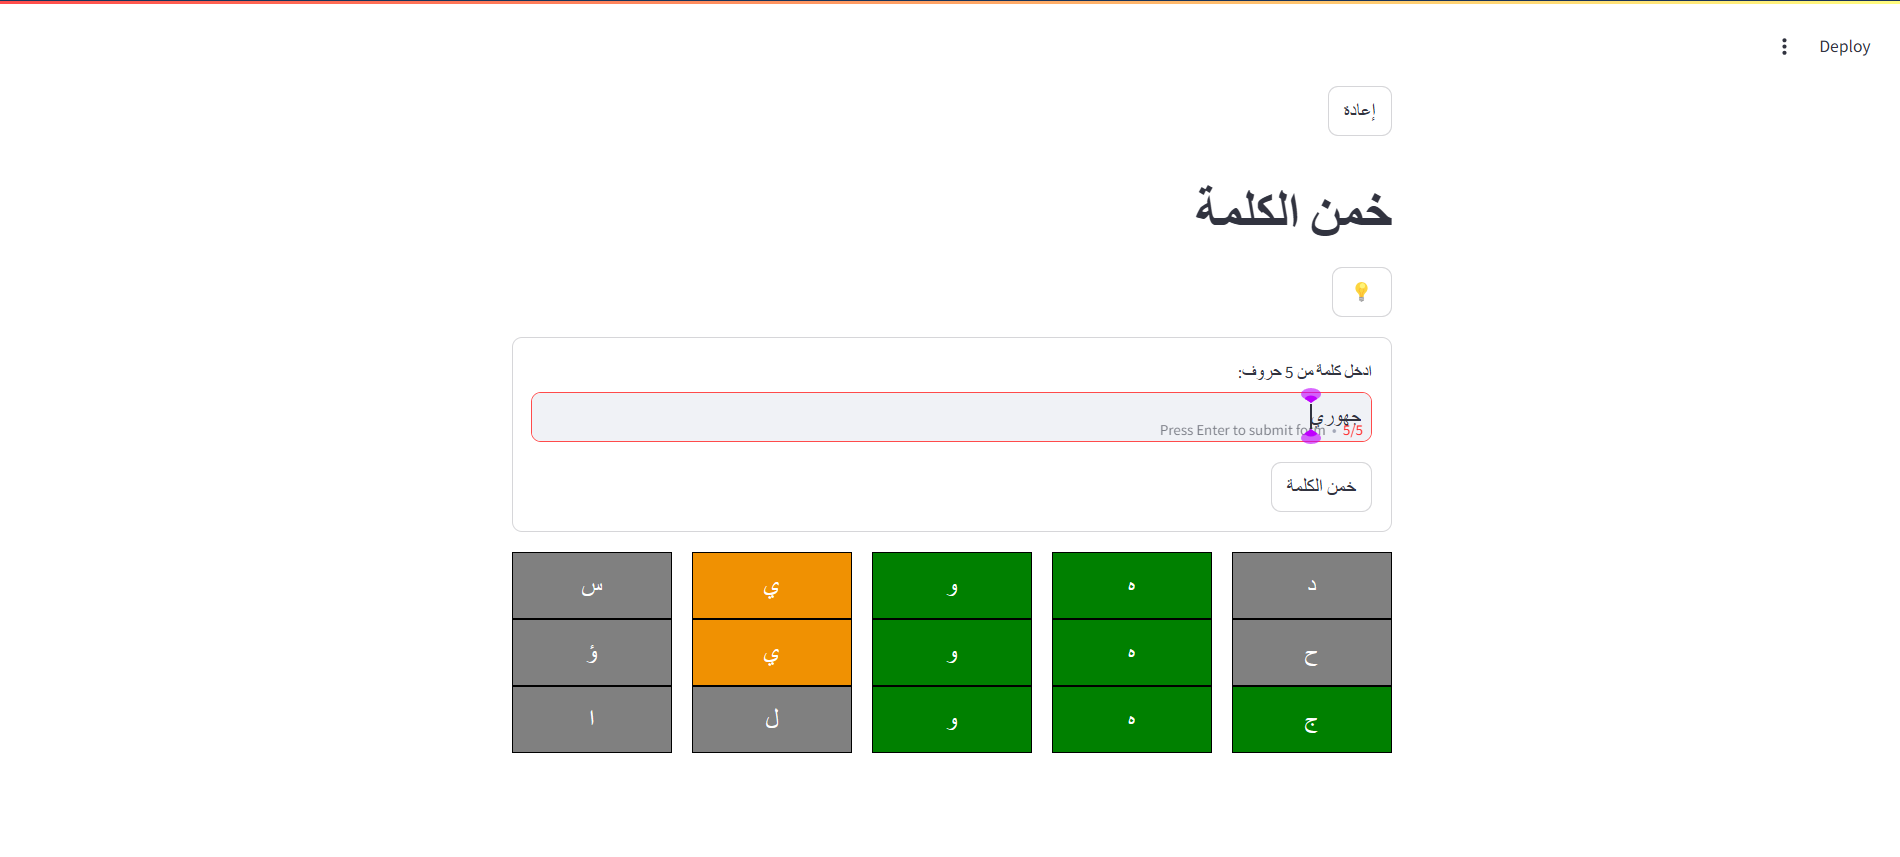 Deploy
إعادة
خمن الكلمة
ادخل كلمة من 5 حروف:
جهوري
Press Enter to submit form • 5/5
خمن الكلمة
د ه و ي س
ح ه و ي ؤ
ج ه و ل ا